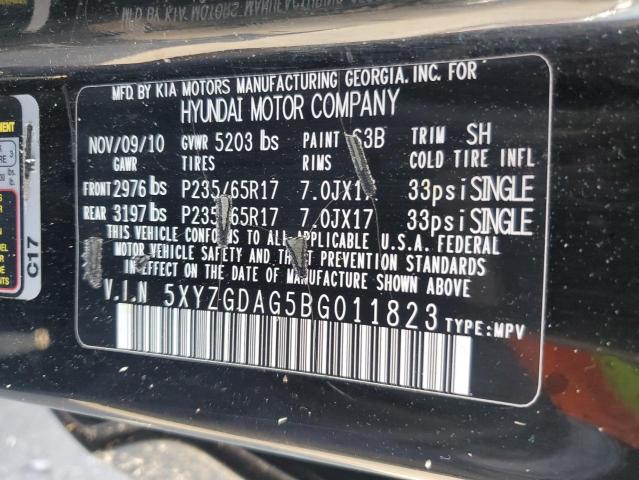 MFD. BY KIA MOTORS MANUFACTURING GEORGIA, INC. FOR
HYUNDAI MOTOR COMPANY
NOV/09/10 GVWR 5203 lbs PAINT S3B TRIM SH
GAWR TIRES RIMS COLD TIRE INFL
FRONT 2976 lbs P235/65R17 7.0JX17 33psi SINGLE
REAR 3197 lbs P235/65R17 7.0JX17 33psi SINGLE
THIS VEHICLE CONFORMS TO ALL APPLICABLE U.S.A. FEDERAL
MOTOR VEHICLE SAFETY AND THEFT PREVENTION STANDARDS
IN EFFECT ON THE DATE OF MANUFACTURE SHOWN ABOVE
V.I.N 5XYZGDAG5BG011823 TYPE:MPV
C17